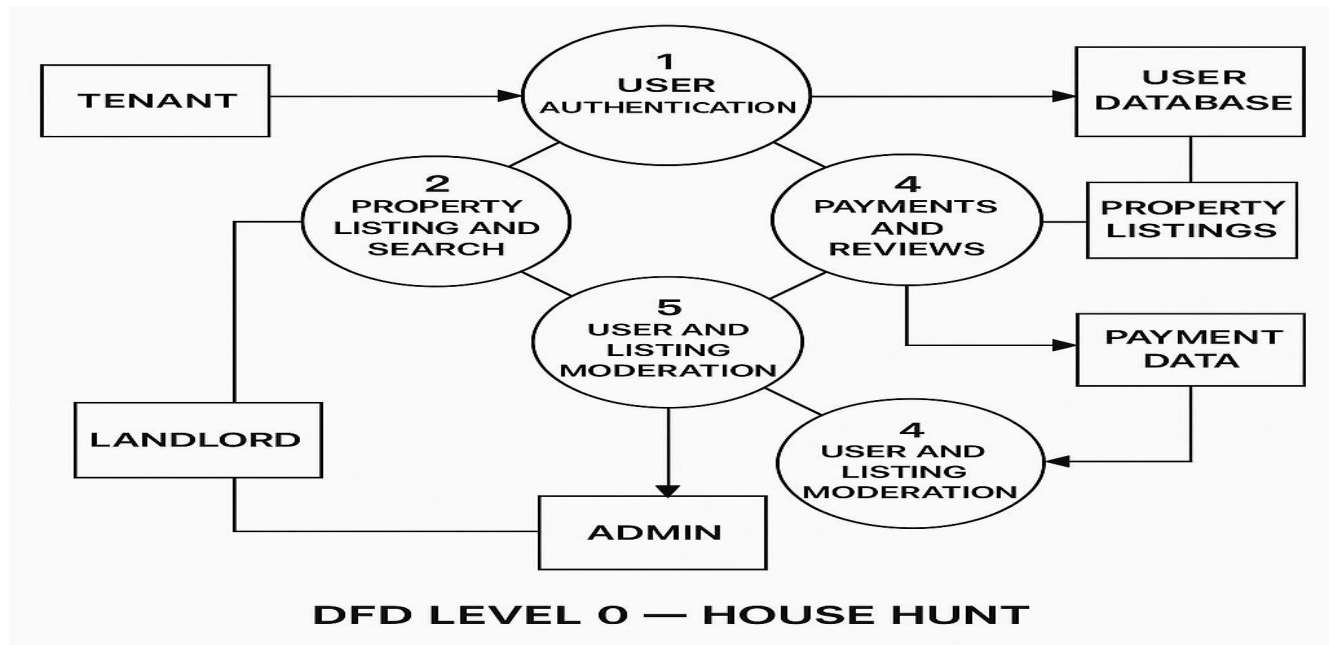 TENANT
1
USER
AUTHENTICATION
USER
DATABASE
2
PROPERTY
LISTING AND
SEARCH
4
PAYMENTS
AND
REVIEWS
PROPERTY
LISTINGS
5
USER AND
LISTING
MODERATION
PAYMENT
DATA
LANDLORD
4
USER AND
LISTING
MODERATION
ADMIN
DFD LEVEL 0 — HOUSE HUNT